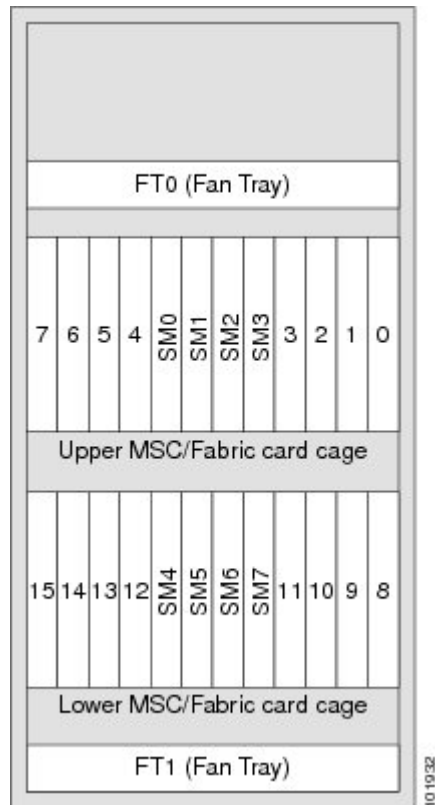 FT0 (Fan Tray)
7 6 5 4 SM0 SM1 SM2 SM3 3 2 1 0
Upper MSC/Fabric card cage
15 14 13 12 SM4 SM5 SM6 SM7 11 10 9 8
Lower MSC/Fabric card cage
FT1 (Fan Tray)
101932